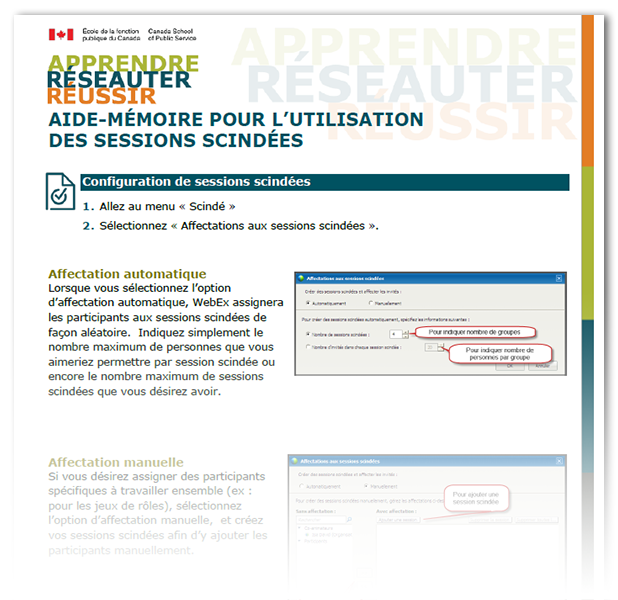 École de la fonction publique du Canada
Canada School of Public Service
APPRENDRE
RÉSEAUTER
RÉUSSIR
APPRENDRE
RÉSEAUTER
RÉUSSIR
AIDE-MÉMOIRE POUR L’UTILISATION
DES SESSIONS SCINDÉES
Configuration de sessions scindées
1. Allez au menu « Scindé »
2. Sélectionnez « Affectations aux sessions scindées ».
Affectation automatique
Lorsque vous sélectionnez l’option
d’affectation automatique, WebEx assignera
les participants aux sessions scindées de
façon aléatoire. Indiquez simplement le
nombre maximum de personnes que vous
aimeriez permettre par session scindée ou
encore le nombre maximum de sessions
scindées que vous désirez avoir.
Affectations aux sessions scindées
Créer des sessions scindées et affecter les invités :
Automatiquement
Manuellement
Pour créer des sessions scindées automatiquement, spécifiez les informations suivantes :
Nombre de sessions scindées :
Pour indiquer nombre de groupes
Nombre d'invités dans chaque session scindée :
Pour indiquer nombre de
personnes par groupe
OK
Annuler
Affectation manuelle
Si vous désirez assigner des participants
spécifiques à travailler ensemble (ex :
pour les jeux de rôles), sélectionnez
l’option d’affectation manuelle, et créez
vos sessions scindées afin d’y ajouter les
participants manuellement.
Affectations aux sessions scindées
Créer des sessions scindées et affecter les invités :
Automatiquement
Manuellement
Pour ajouter une
session scindée
Sans affectation :
Avec affectation :